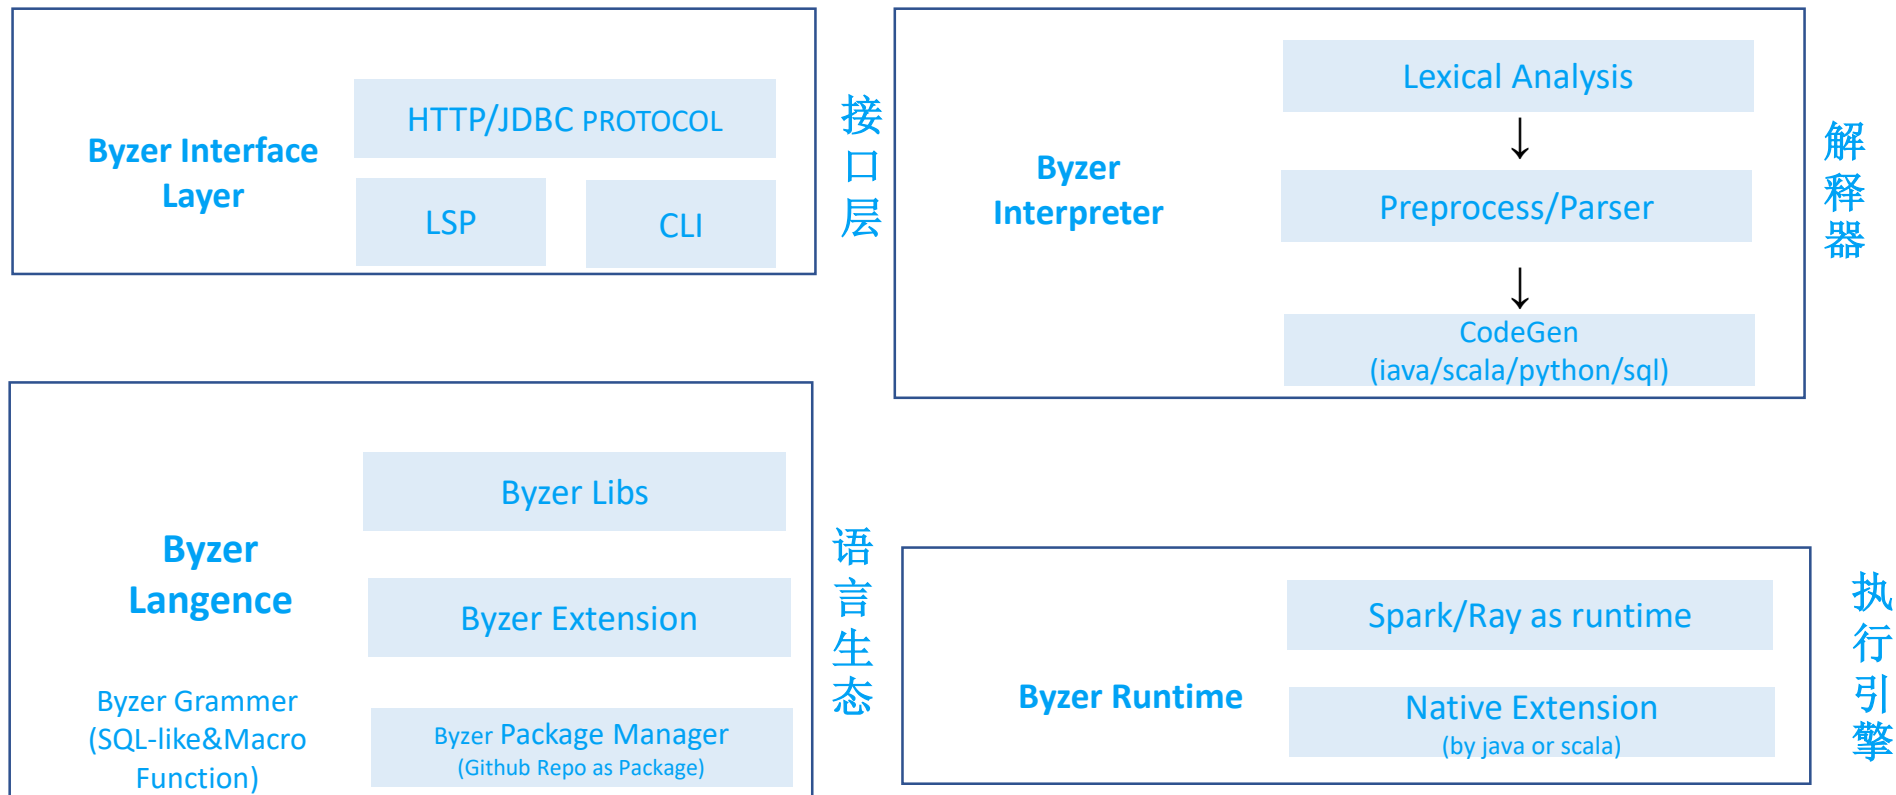 Byzer Interface
Layer
HTTP/JDBC PROTOCOL
LSP
CLI
接口层
Byzer
Interpreter
Lexical Analysis
↓
Preprocess/Parser
↓
CodeGen
(iava/scala/python/sql)
解释器
Byzer
Langence
Byzer Grammer
(SQL-like&Macro
Function)
Byzer Libs
Byzer Extension
Byzer Package Manager
(Github Repo as Package)
语言生态
Byzer Runtime
Spark/Ray as runtime
Native Extension
(by java or scala)
执行引擎